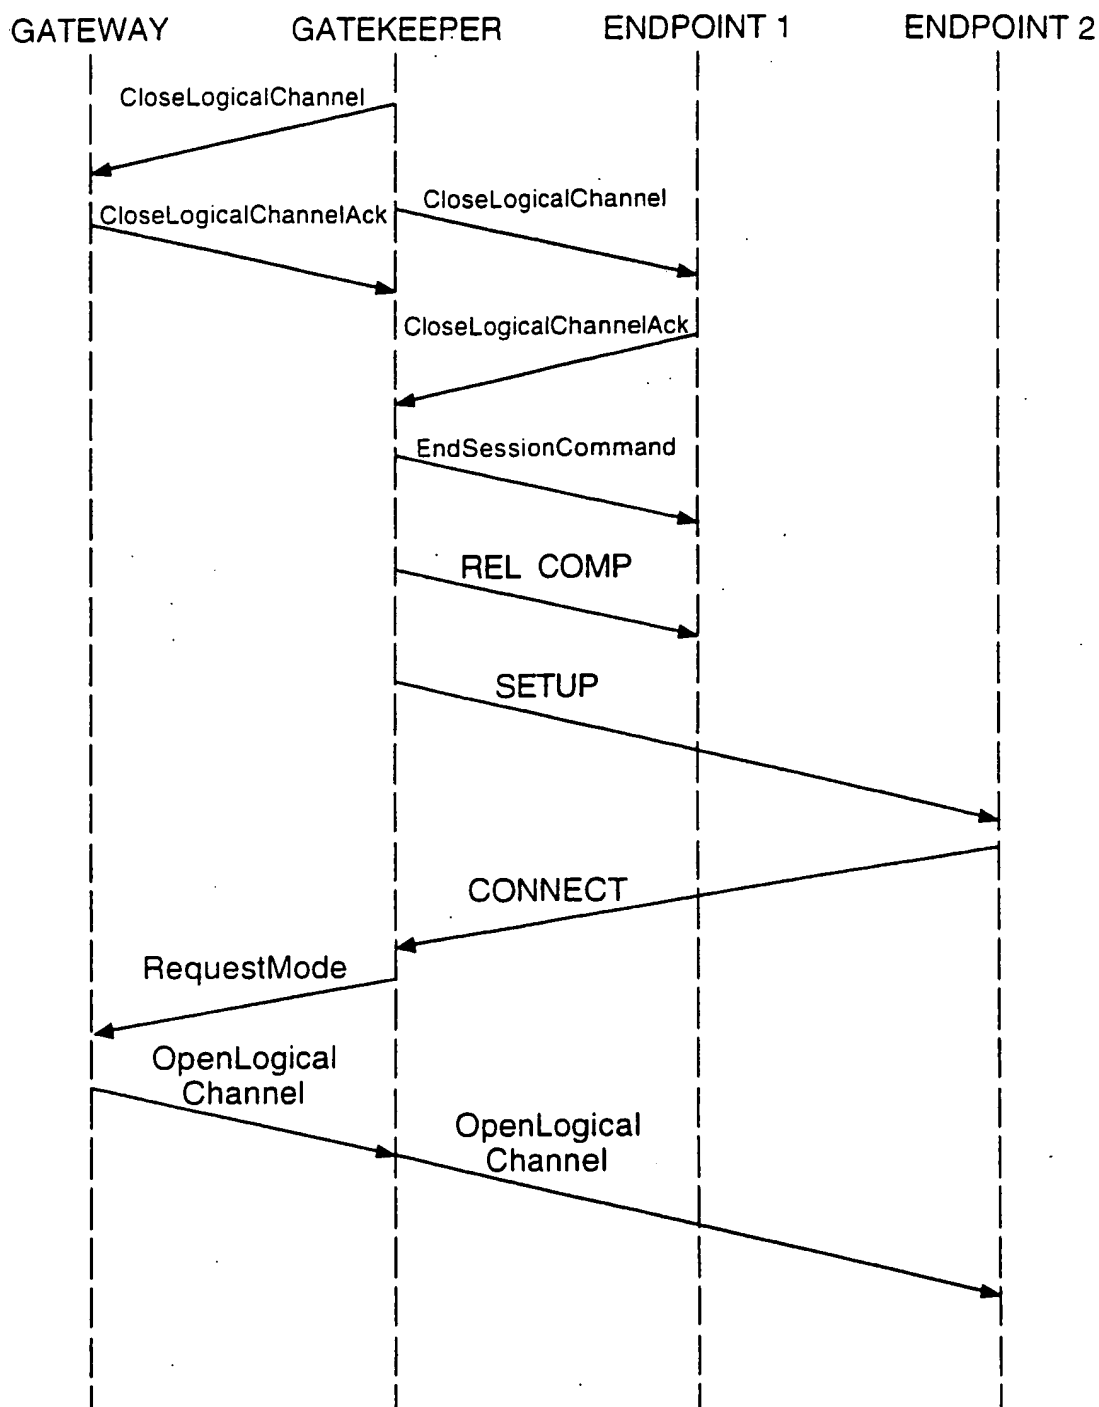 GATEWAY GATEKEEPER ENDPOINT 1 ENDPOINT 2
CloseLogicalChannel
CloseLogicalChannelAck CloseLogicalChannel
CloseLogicalChannelAck
EndSessionCommand
REL COMP
SETUP
CONNECT
RequestMode
OpenLogical
Channel
OpenLogical
Channel